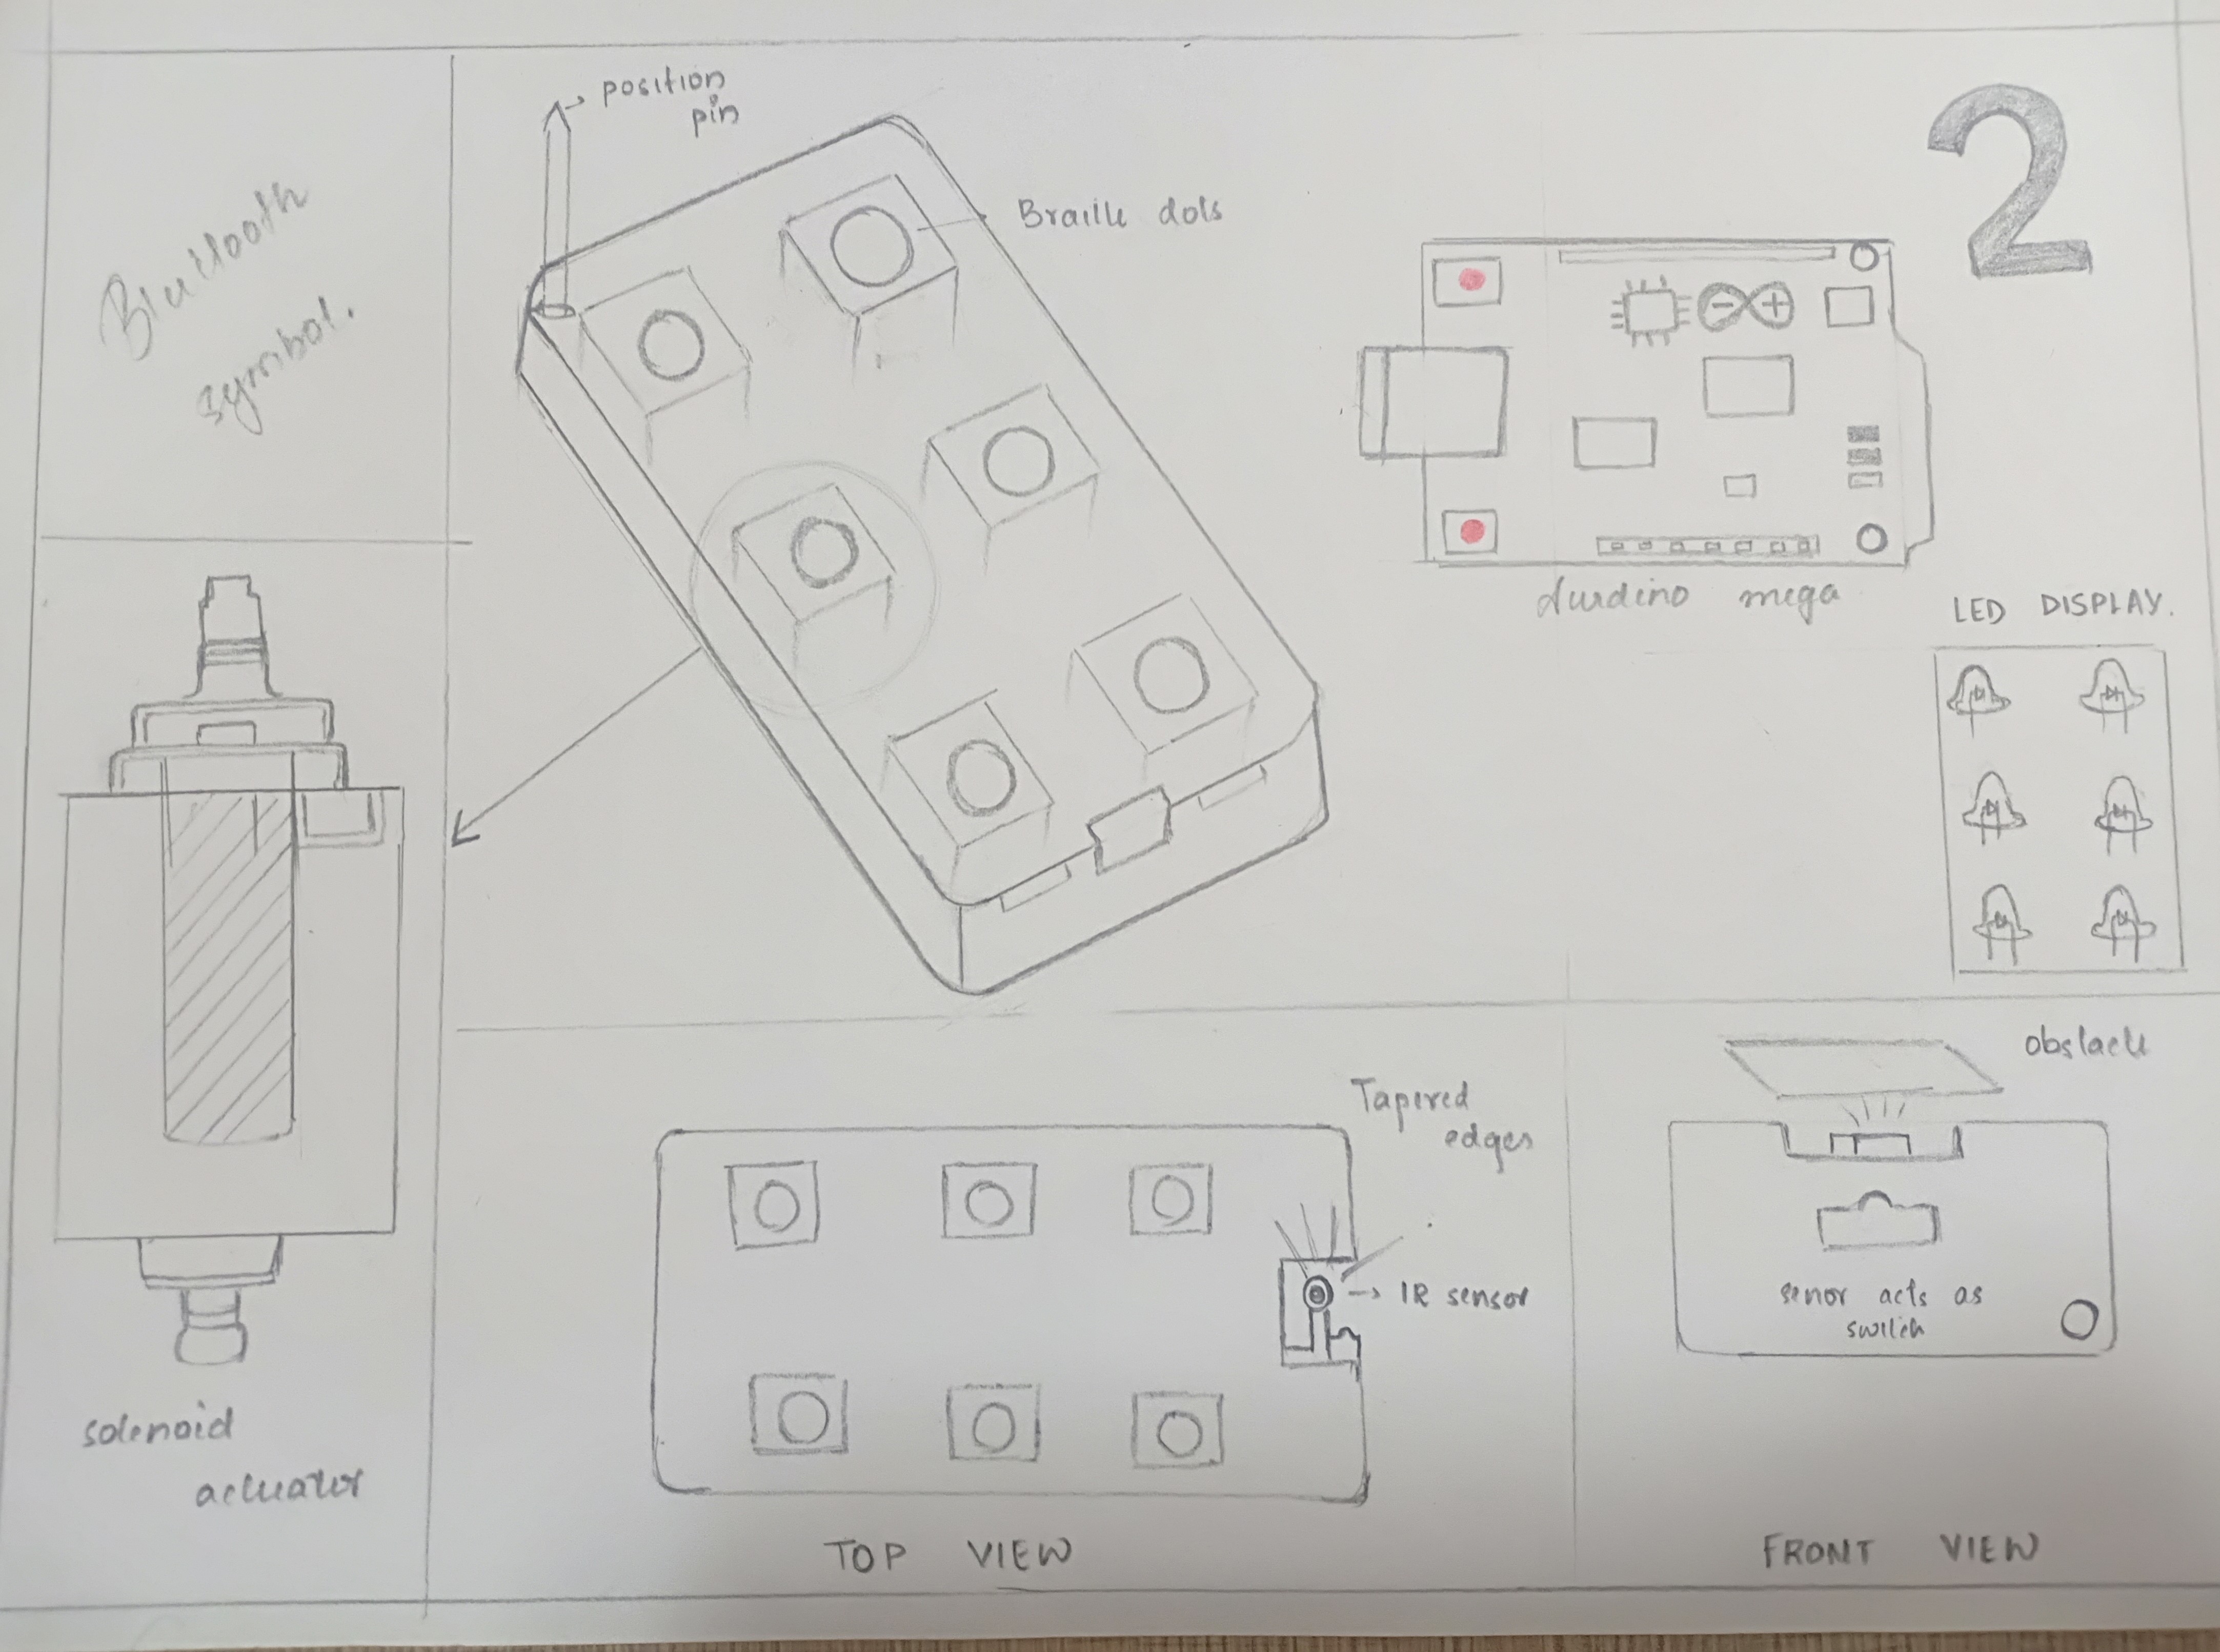 2
position
pin
Braille dots
Bluetooth
symbol.
Aurdino mega
LED DISPLAY.
solenoid
actuator
Tapered
edges
IR sensor
TOP VIEW
obstacle
senor acts as
switch
FRONT VIEW